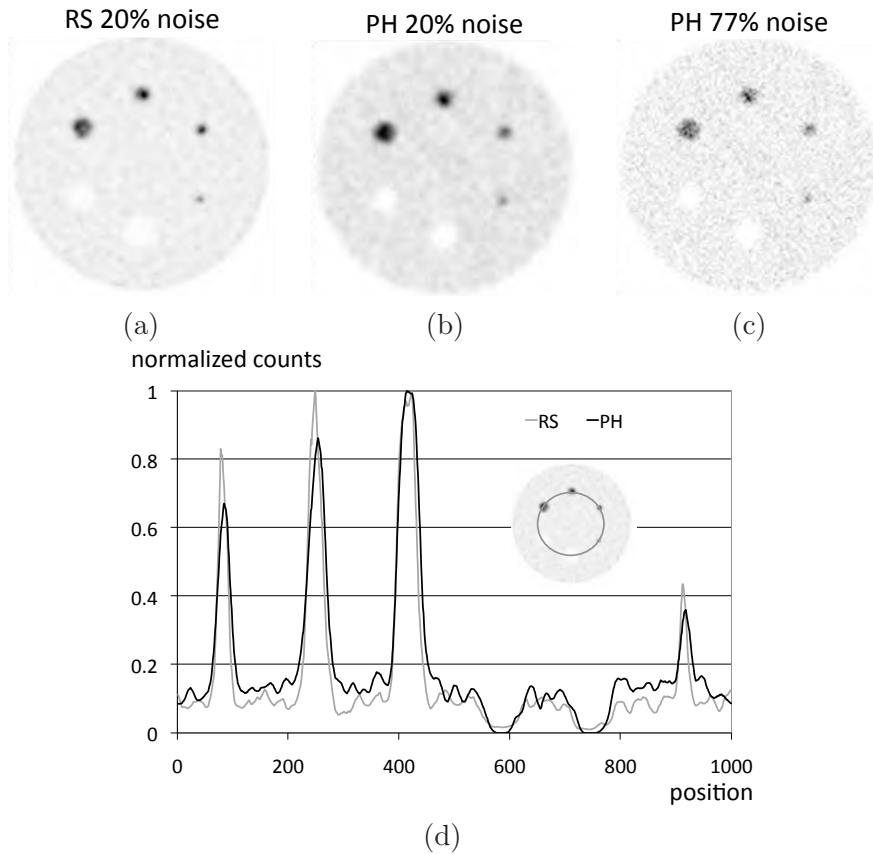 RS 20% noise PH 20% noise PH 77% noise
(a) (b) (c)
normalized counts
1
0.8
0.6
0.4
0.2
0
RS PH
0 200 400 600 800 1000
position
(d)